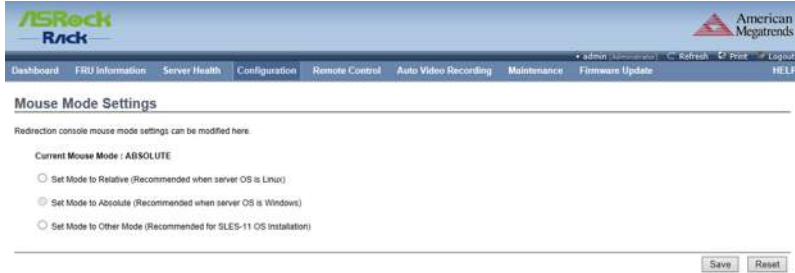 ASRock
Rack
American
Megatrends
• admin (Administrator) Refresh Print Logout
Dashboard FRU Information Server Health Configuration Remote Control Auto Video Recording Maintenance Firmware Update HELP
Mouse Mode Settings
Redirection console mouse mode settings can be modified here.
Current Mouse Mode : ABSOLUTE
Set Mode to Relative (Recommended when server OS is Linux)
Set Mode to Absolute (Recommended when server OS is Windows)
Set Mode to Other Mode (Recommended for SLES-11 OS Installation)
Save Reset